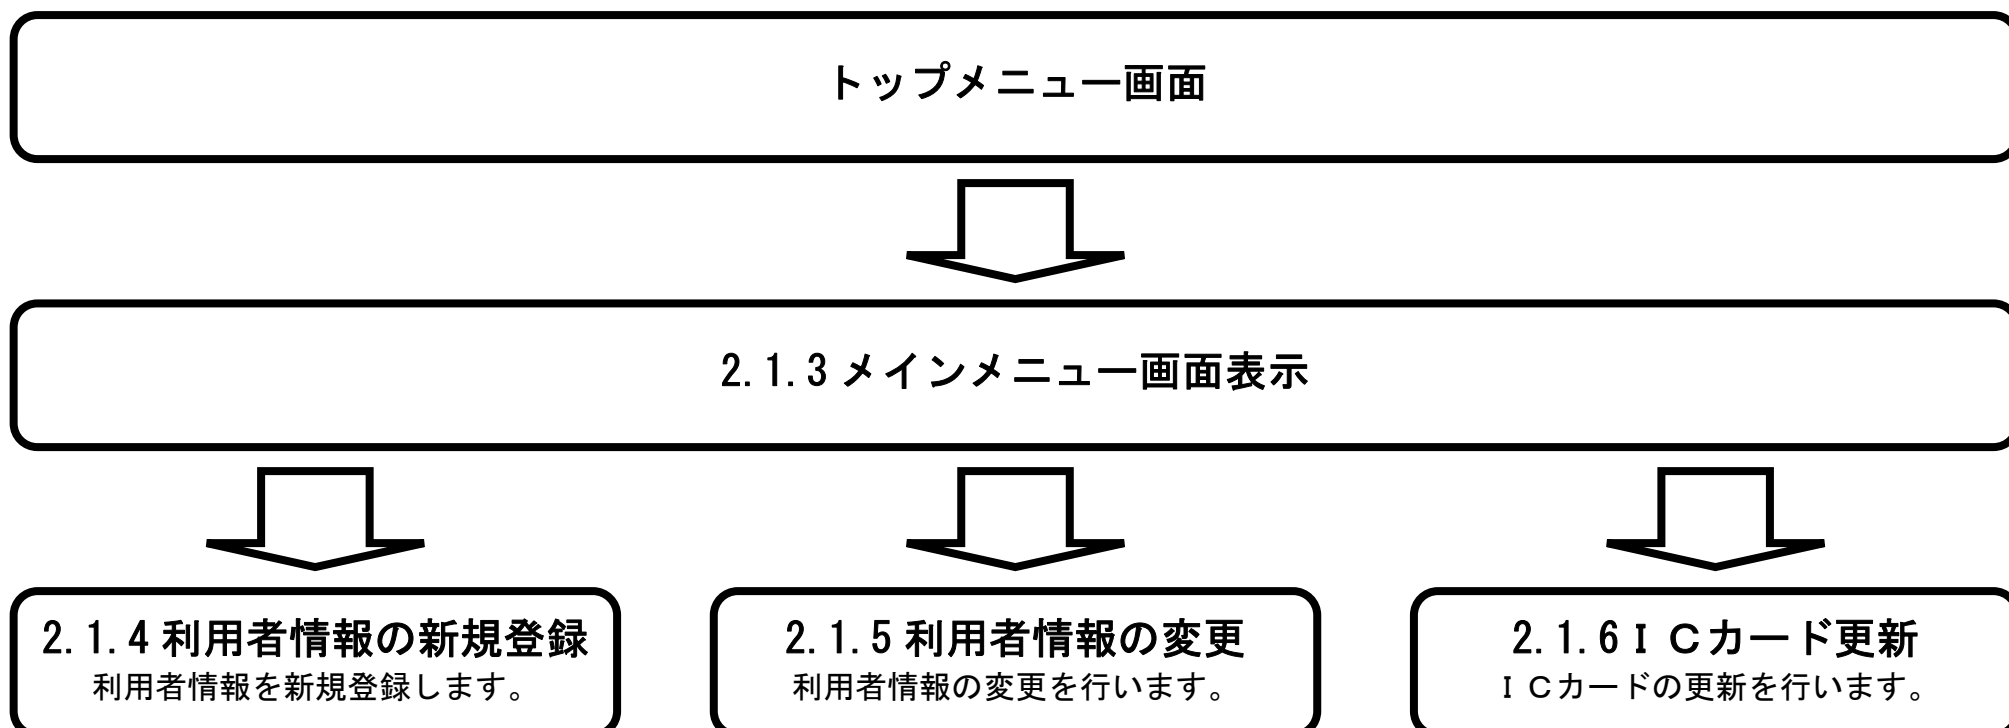 トップメニュー画面
2.1.3 メインメニュー画面表示
2.1.4 利用者情報の新規登録
利用者情報を新規登録します。
2.1.5 利用者情報の変更
利用者情報の変更を行います。
2.1.6 ＩＣカード更新
ＩＣカードの更新を行います。